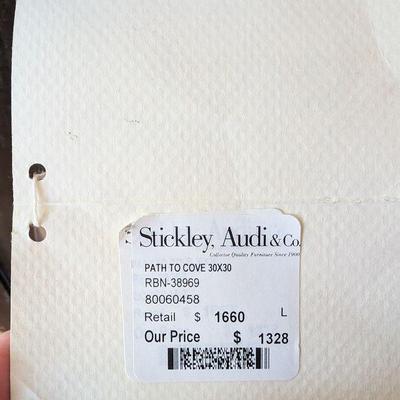 Stickley, Audi & Co.
Collector Quality Furniture Since 1900
PATH TO COVE 30X30
RBN-38969
80060458
Retail $ 1660 L
Our Price $ 1328